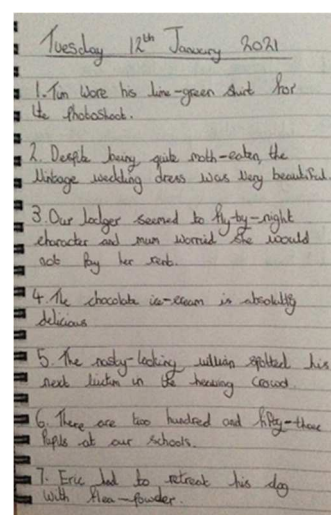 Tuesday 12th January 2021
1. Tim wore his lime-green shirt for
the photoshoot.
2. Despite being quite moth-eaten, the
vintage wedding dress was very beautiful.
3. Our lodger seemed to fly-by-night
character and mum worried she would
not pay her rent.
4. The chocolate ice-cream is absolutely
delicious
5. The nasty-looking villian spotted his
next victim in the heaving crowd.
6. There are two hundred and fifty-three
Pupils at our schools.
7. Eric had to retreat his dog
with flea-powder.